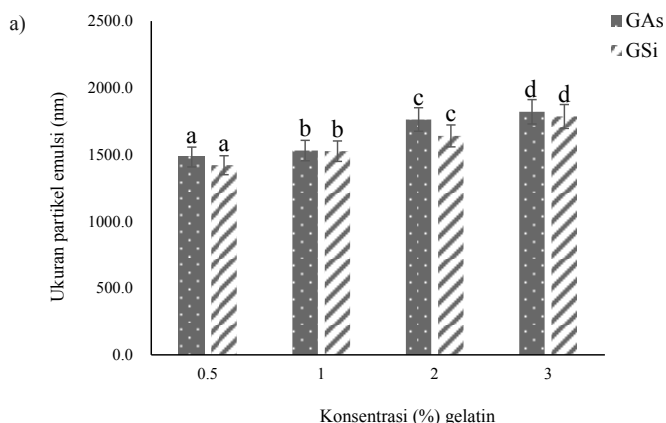 a)
GAs
GSi
Ukuran partikel emulsi (nm)
2500.0
2000.0
1500.0
1000.0
500.0
0.0
a a b b c c d d
0.5 1 2 3
Konsentrasi (%) gelatin